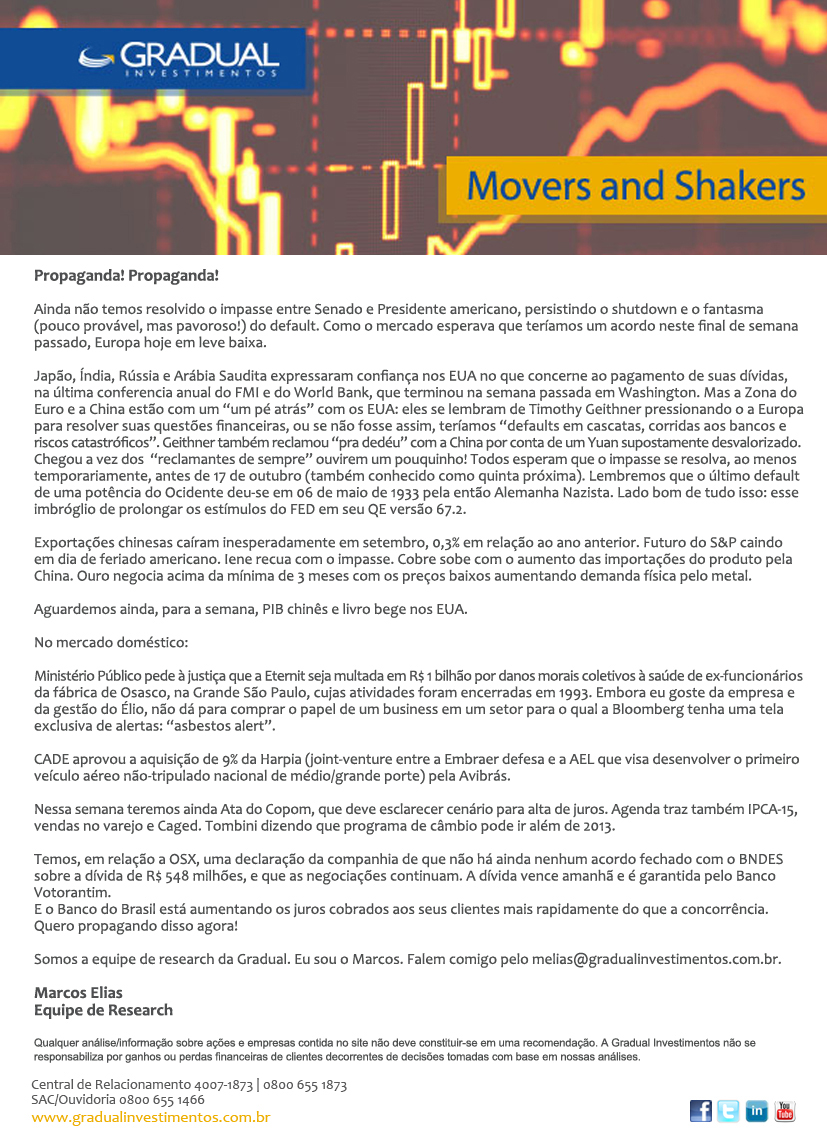 GRADUAL
INVESTIMENTOS
Movers and Shakers
Propaganda! Propaganda!
Ainda não temos resolvido o impasse entre Senado e Presidente americano, persistindo o shutdown e o fantasma
(pouco provável, mas pavoroso!) do default. Como o mercado esperava que teríamos um acordo neste final de semana
passado, Europa hoje em leve baixa.
Japão, Índia, Rússia e Arábia Saudita expressaram confiança nos EUA no que concerne ao pagamento de suas dívidas,
na última conferencia anual do FMI e do World Bank, que terminou na semana passada em Washington. Mas a Zona do
Euro e a China estão com um “um pé atrás” com os EUA: eles se lembram de Timothy Geithner pressionando o a Europa
para resolver suas questões financeiras, ou se não fosse assim, teríamos “defaults em cascatas, corridas aos bancos e
riscos catastróficos”. Geithner também reclamou “pra dedéu” com a China por conta de um Yuan supostamente desvalorizado.
Chegou a vez dos “reclamantes de sempre” ouvirem um pouquinho! Todos esperam que o impasse se resolva, ao menos
temporariamente, antes de 17 de outubro (também conhecido como quinta próxima). Lembremos que o último default
de uma potência do Ocidente deu-se em 06 de maio de 1933 pela então Alemanha Nazista. Lado bom de tudo isso: esse
imbróglio de prolongar os estímulos do FED em seu QE versão 67.2.
Exportações chinesas caíram inesperadamente em setembro, 0,3% em relação ao ano anterior. Futuro do S&P caindo
em dia de feriado americano. Iene recua com o impasse. Cobre sobe com o aumento das importações do produto pela
China. Ouro negocia acima da mínima de 3 meses com os preços baixos aumentando demanda física pelo metal.
Aguardemos ainda, para a semana, PIB chinês e livro bege nos EUA.
No mercado doméstico:
Ministério Público pede à justiça que a Eternit seja multada em R$ 1 bilhão por danos morais coletivos à saúde de ex-funcionários
da fábrica de Osasco, na Grande São Paulo, cujas atividades foram encerradas em 1993. Embora eu goste da empresa e
da gestão do Élio, não dá para comprar o papel de um business em um setor para o qual a Bloomberg tenha uma tela
exclusiva de alertas: “asbestos alert”.
CADE aprovou a aquisição de 9% da Harpia (joint-venture entre a Embraer defesa e a AEL que visa desenvolver o primeiro
veículo aéreo não-tripulado nacional de médio/grande porte) pela Avibrás.
Nessa semana teremos ainda Ata do Copom, que deve esclarecer cenário para alta de juros. Agenda traz também IPCA-15,
vendas no varejo e Caged. Tombini dizendo que programa de câmbio pode ir além de 2013.
Temos, em relação a OSX, uma declaração da companhia de que não há ainda nenhum acordo fechado com o BNDES
sobre a dívida de R$ 548 milhões, e que as negociações continuam. A dívida vence amanhã e é garantida pelo Banco
Votorantim.
E o Banco do Brasil está aumentando os juros cobrados aos seus clientes mais rapidamente do que a concorrência.
Quero propagando disso agora!
Somos a equipe de research da Gradual. Eu sou o Marcos. Falem comigo pelo melias@gradualinvestimentos.com.br.
Marcos Elias
Equipe de Research
Qualquer análise/informação sobre ações e empresas contida no site não deve constituir-se em uma recomendação. A Gradual Investimentos não se
responsabiliza por ganhos ou perdas financeiras de clientes decorrentes de decisões tomadas com base em nossas análises.
Central de Relacionamento 4007-1873 | 0800 655 1873
SAC/Ouvidoria 0800 655 1466
www.gradualinvestimentos.com.br
f t in You Tube